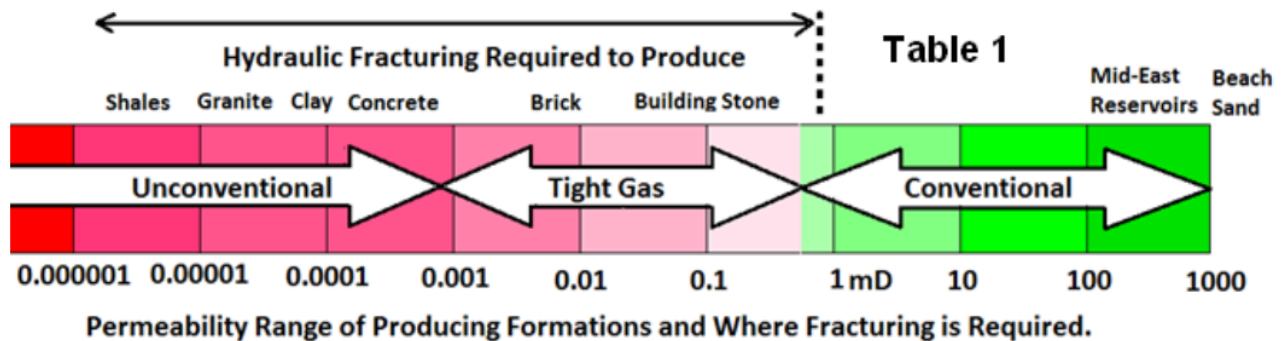 Table 1
Hydraulic Fracturing Required to Produce
Shales Granite Clay Concrete Brick Building Stone Mid-East Reservoirs Beach Sand
Unconventional Tight Gas Conventional
0.000001 0.00001 0.0001 0.001 0.01 0.1 1 mD 10 100 1000
Permeability Range of Producing Formations and Where Fracturing is Required.